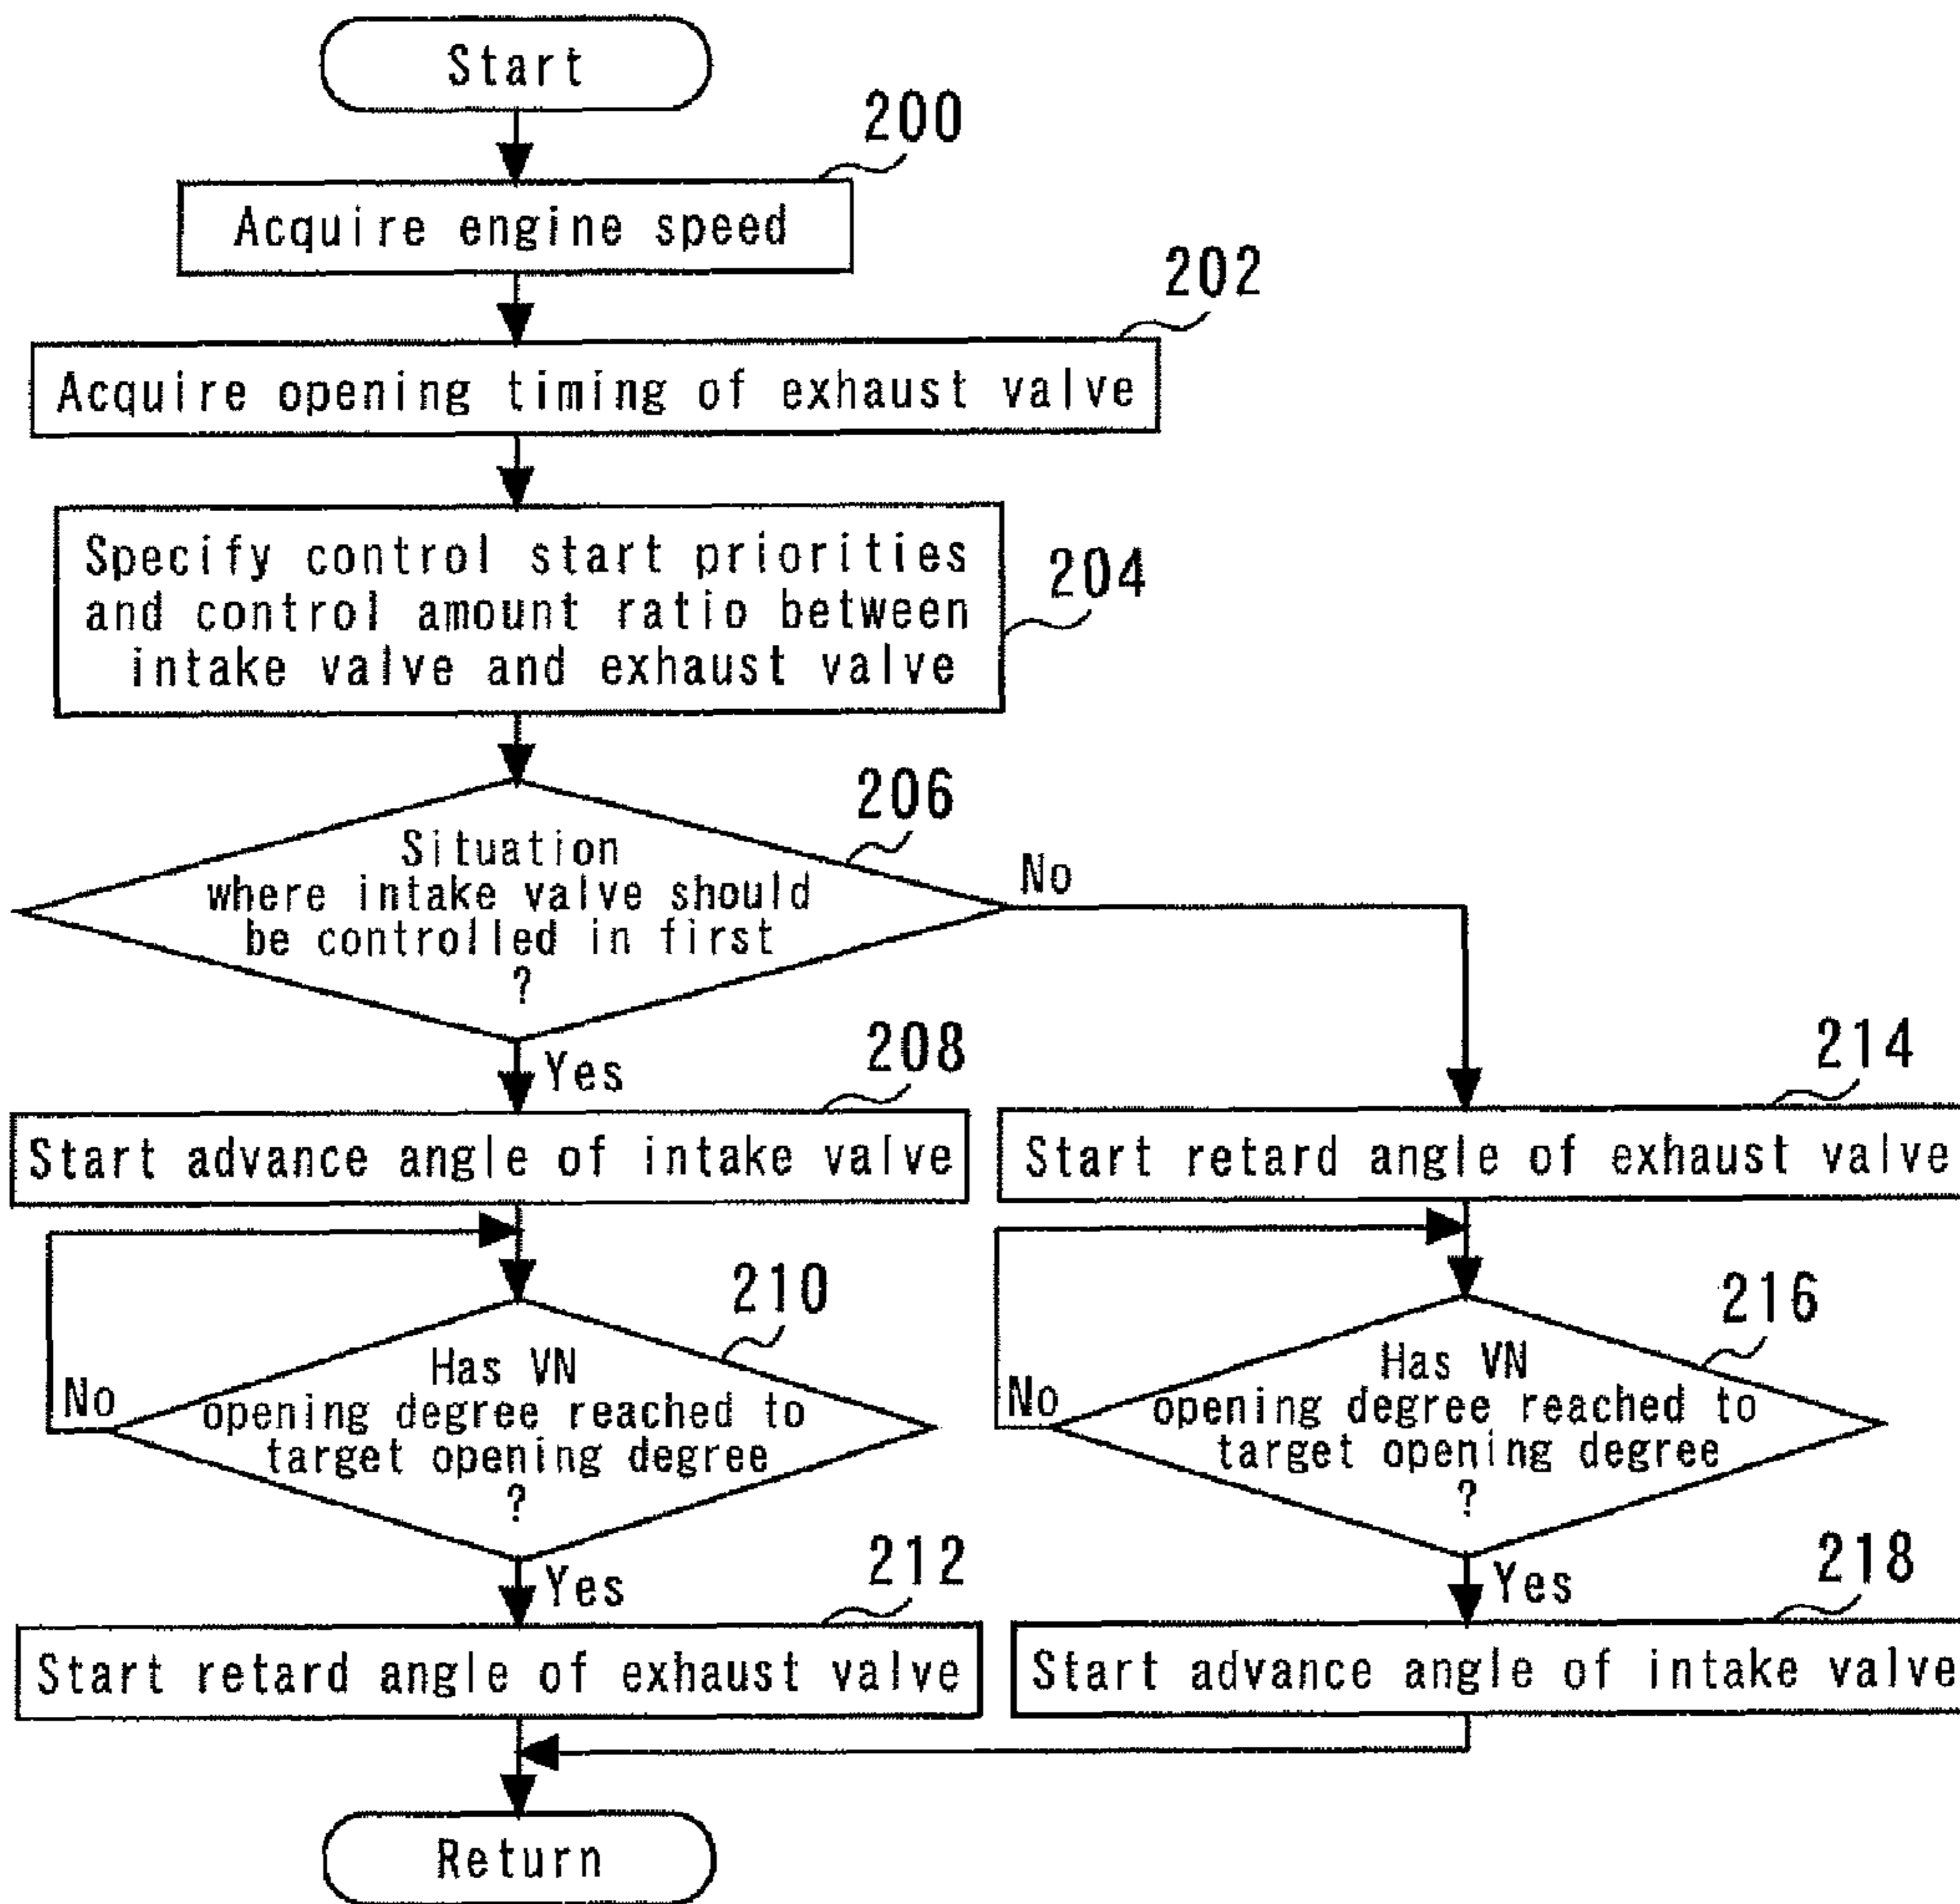 Start
200
Acquire engine speed
202
Acquire opening timing of exhaust valve
204
Specify control start priorities
and control amount ratio between
intake valve and exhaust valve
206
Situation
where intake valve should
be controlled in first
?
No
Yes
208
Start advance angle of intake valve
210
Has VN
opening degree reached to
target opening degree
?
No
Yes
212
Start retard angle of exhaust valve
214
Start retard angle of exhaust valve
216
Has VN
opening degree reached to
target opening degree
?
No
Yes
218
Start advance angle of intake valve
Return